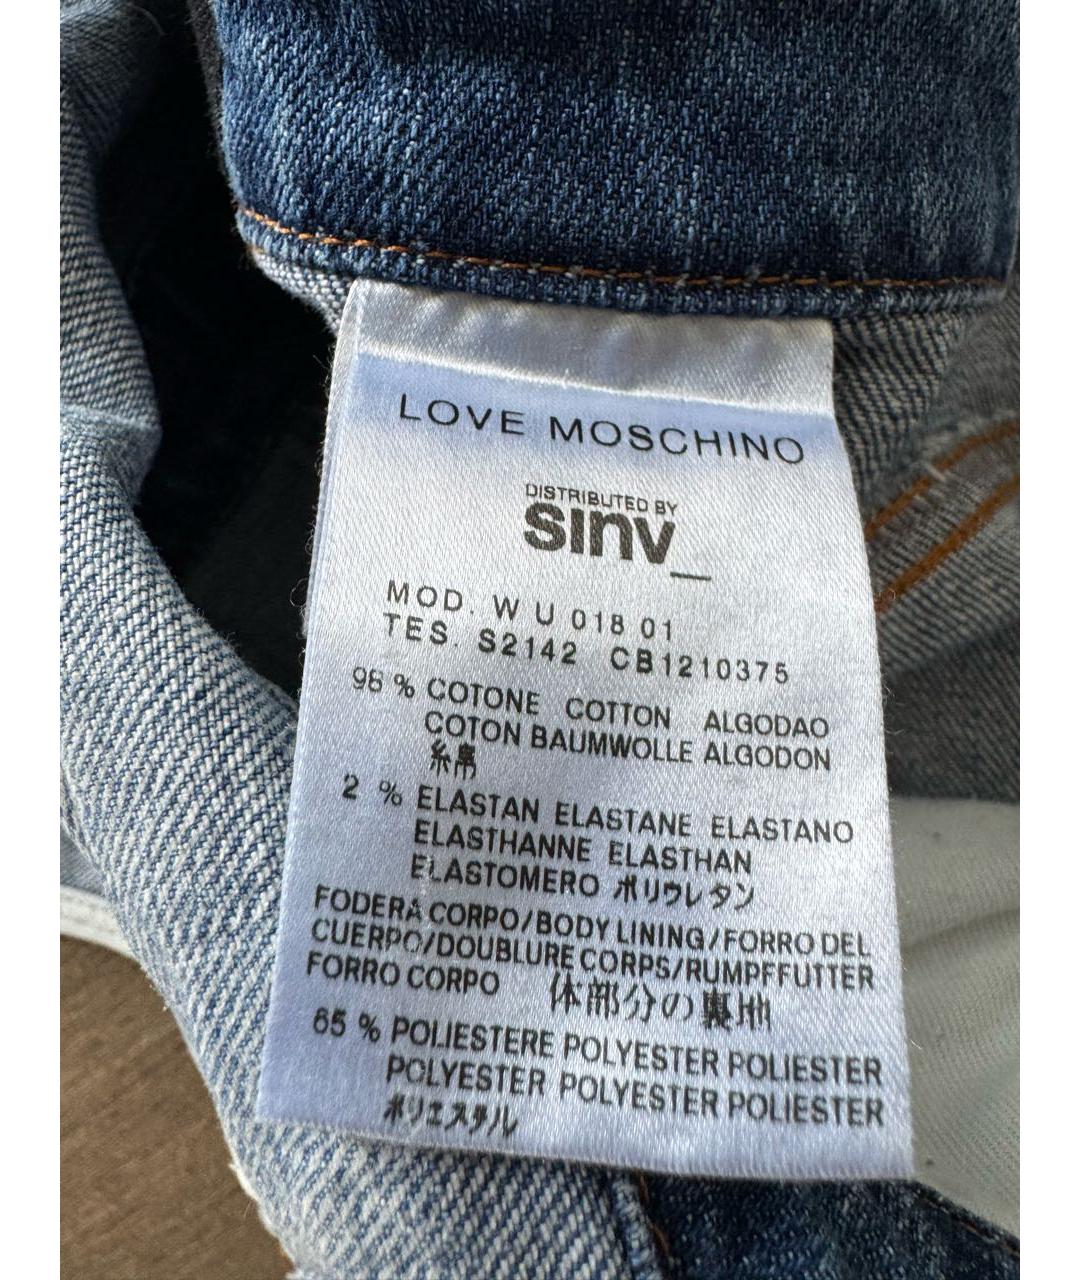 LOVE MOSCHINO
DISTRIBUTED BY
sinv_
MOD. W U 018 01
TES. S2142 CB1210375
98 % COTONE COTTON ALGODAO
COTON BAUMWOLLE ALGODON
2 % ELASTAN ELASTANE ELASTANO
ELASTHANNE ELASTHAN
ELASTOMERO ポリウレタン
FODERA CORPO/BODY LINING/FORRO DEL
CUERPO/DOUBLURE CORPS/RUMPFFUTTER
FORRO CORPO 体部分の裏地
65 % POLIESTERE POLYESTER POLIESTER
POLYESTER POLYESTER POLIESTER
ポリエステル